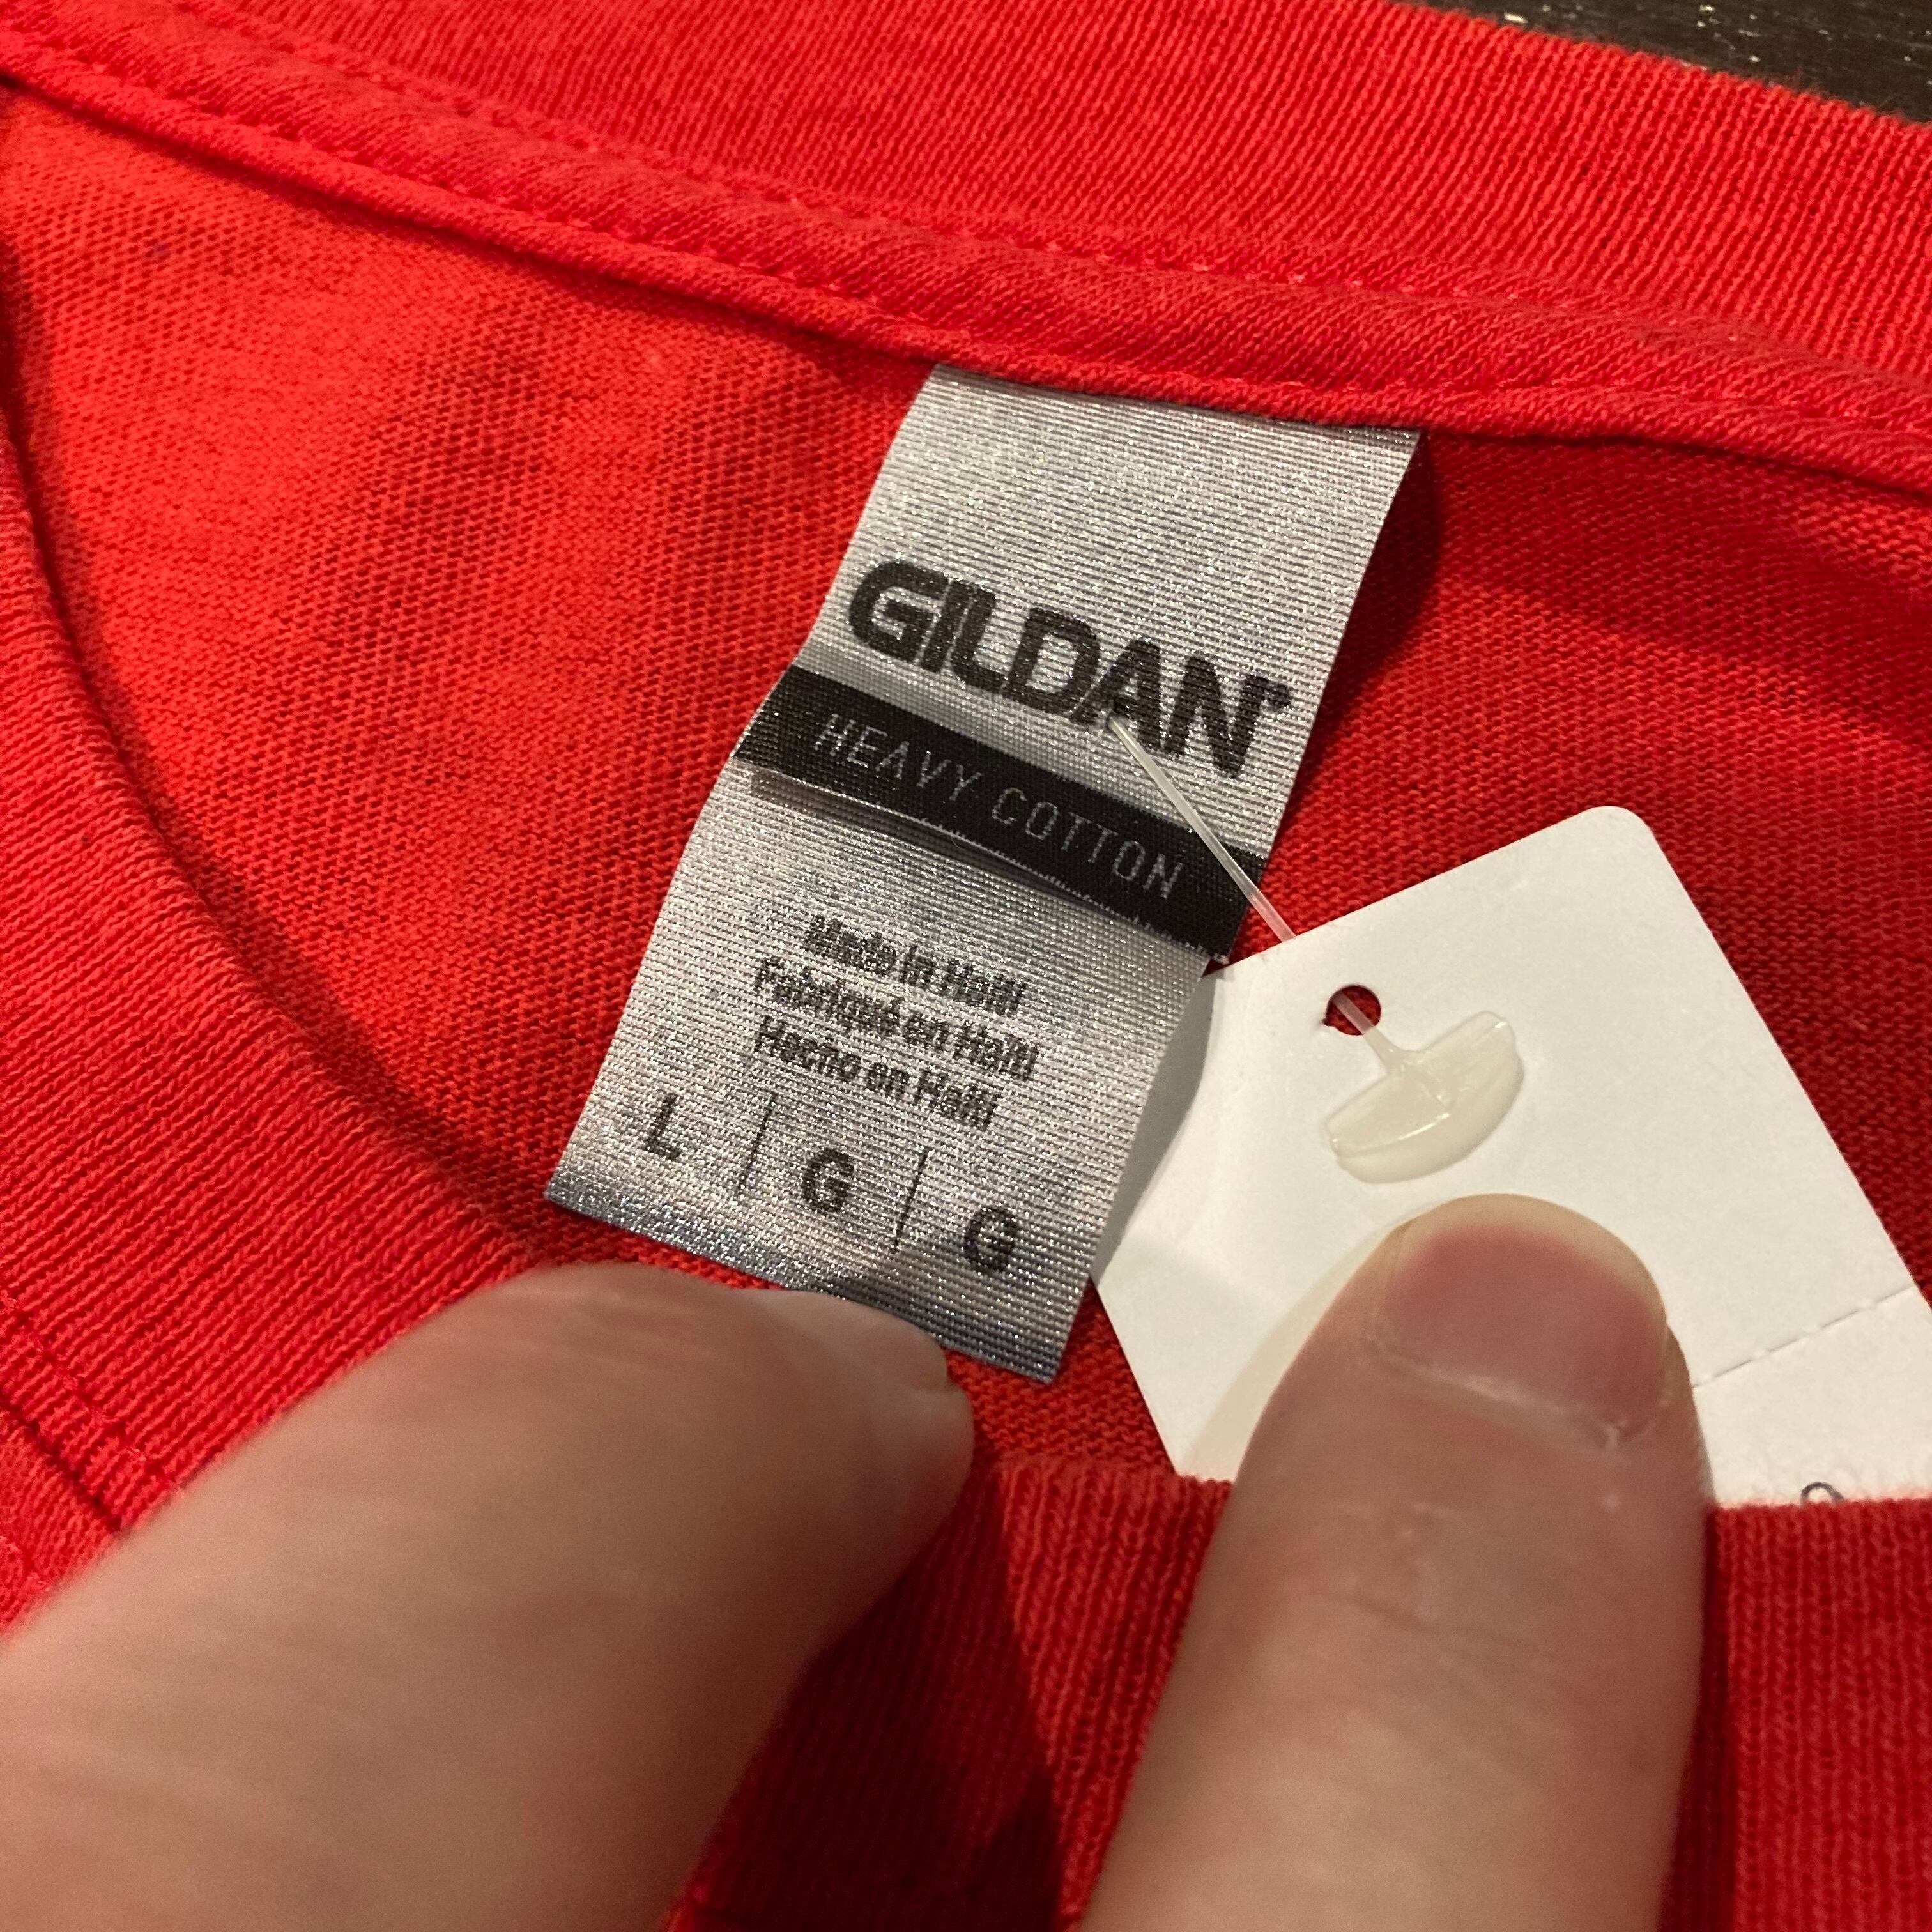 GILDAN
HEAVY COTTON
Made in Haiti
Fabriqué en Haïti
Hecho en Haití
L | G | G